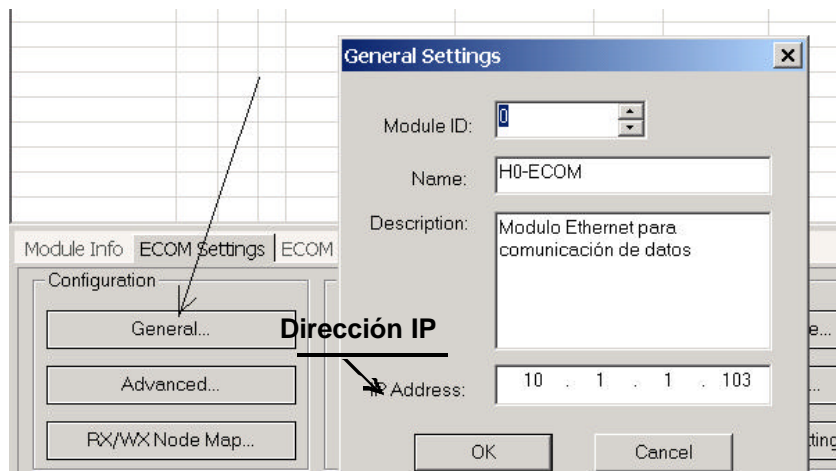 General Settings
Module ID: 0
Name: H0-ECOM
Description: Modulo Ethernet para
comunicación de datos
Module Info ECOM Settings ECOM
Configuration
General...
Dirección IP
Advanced...
IP Address: 10 . 1 . 1 . 103
RX/WX Node Map...
OK Cancel